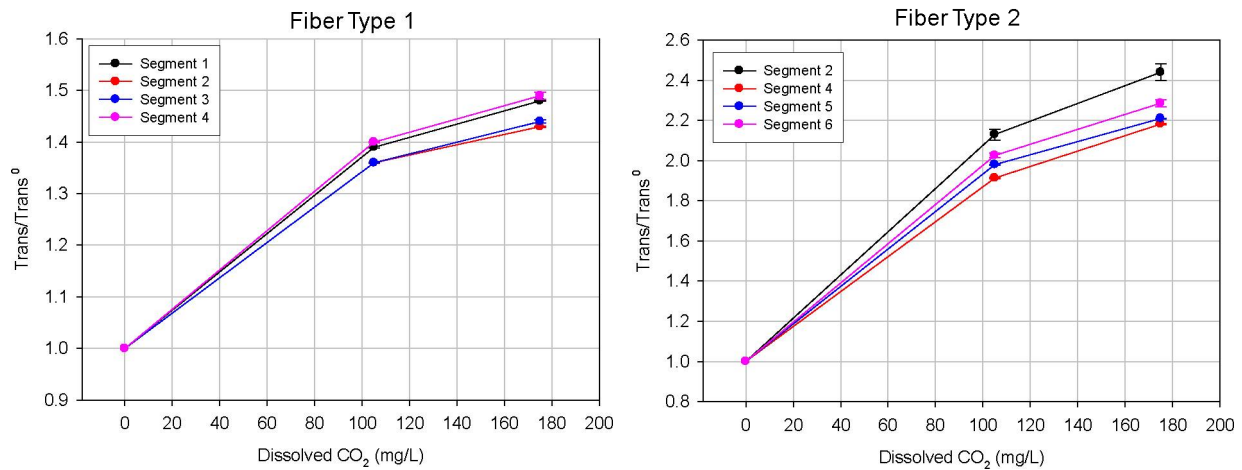 Fiber Type 1
1.6
1.5
1.4
1.3
1.2
1.1
1.0
0.9
Trans/Trans⁰
Segment 1
Segment 2
Segment 3
Segment 4
0 20 40 60 80 100 120 140 160 180 200
Dissolved CO₂ (mg/L)
Fiber Type 2
2.6
2.4
2.2
2.0
1.8
1.6
1.4
1.2
1.0
0.8
Trans/Trans⁰
Segment 2
Segment 4
Segment 5
Segment 6
0 20 40 60 80 100 120 140 160 180 200
Dissolved CO₂ (mg/L)